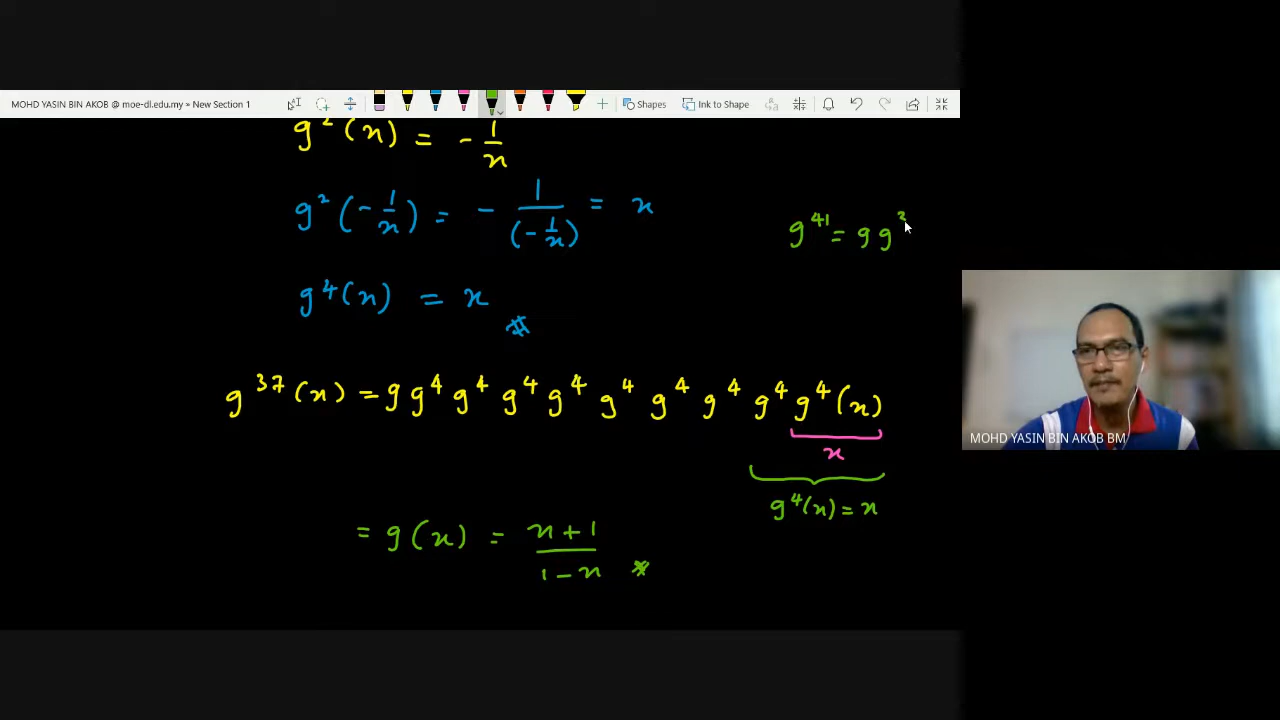 MOHD YASIN BIN AKOB @ moe-dl.edu.my » New Section 1
Shapes
Ink to Shape
g²(x) = - 1/x
g²(- 1/x) = - 1/(- 1/x) = x
g⁴¹ = g g³
g⁴(x) = x
g³⁷(x) = g g⁴ g⁴ g⁴ g⁴ g⁴ g⁴ g⁴ g⁴ g⁴(x)
x
g⁴(x) = x
= g(x) = x+1/1-x
MOHD YASIN BIN AKOB BM